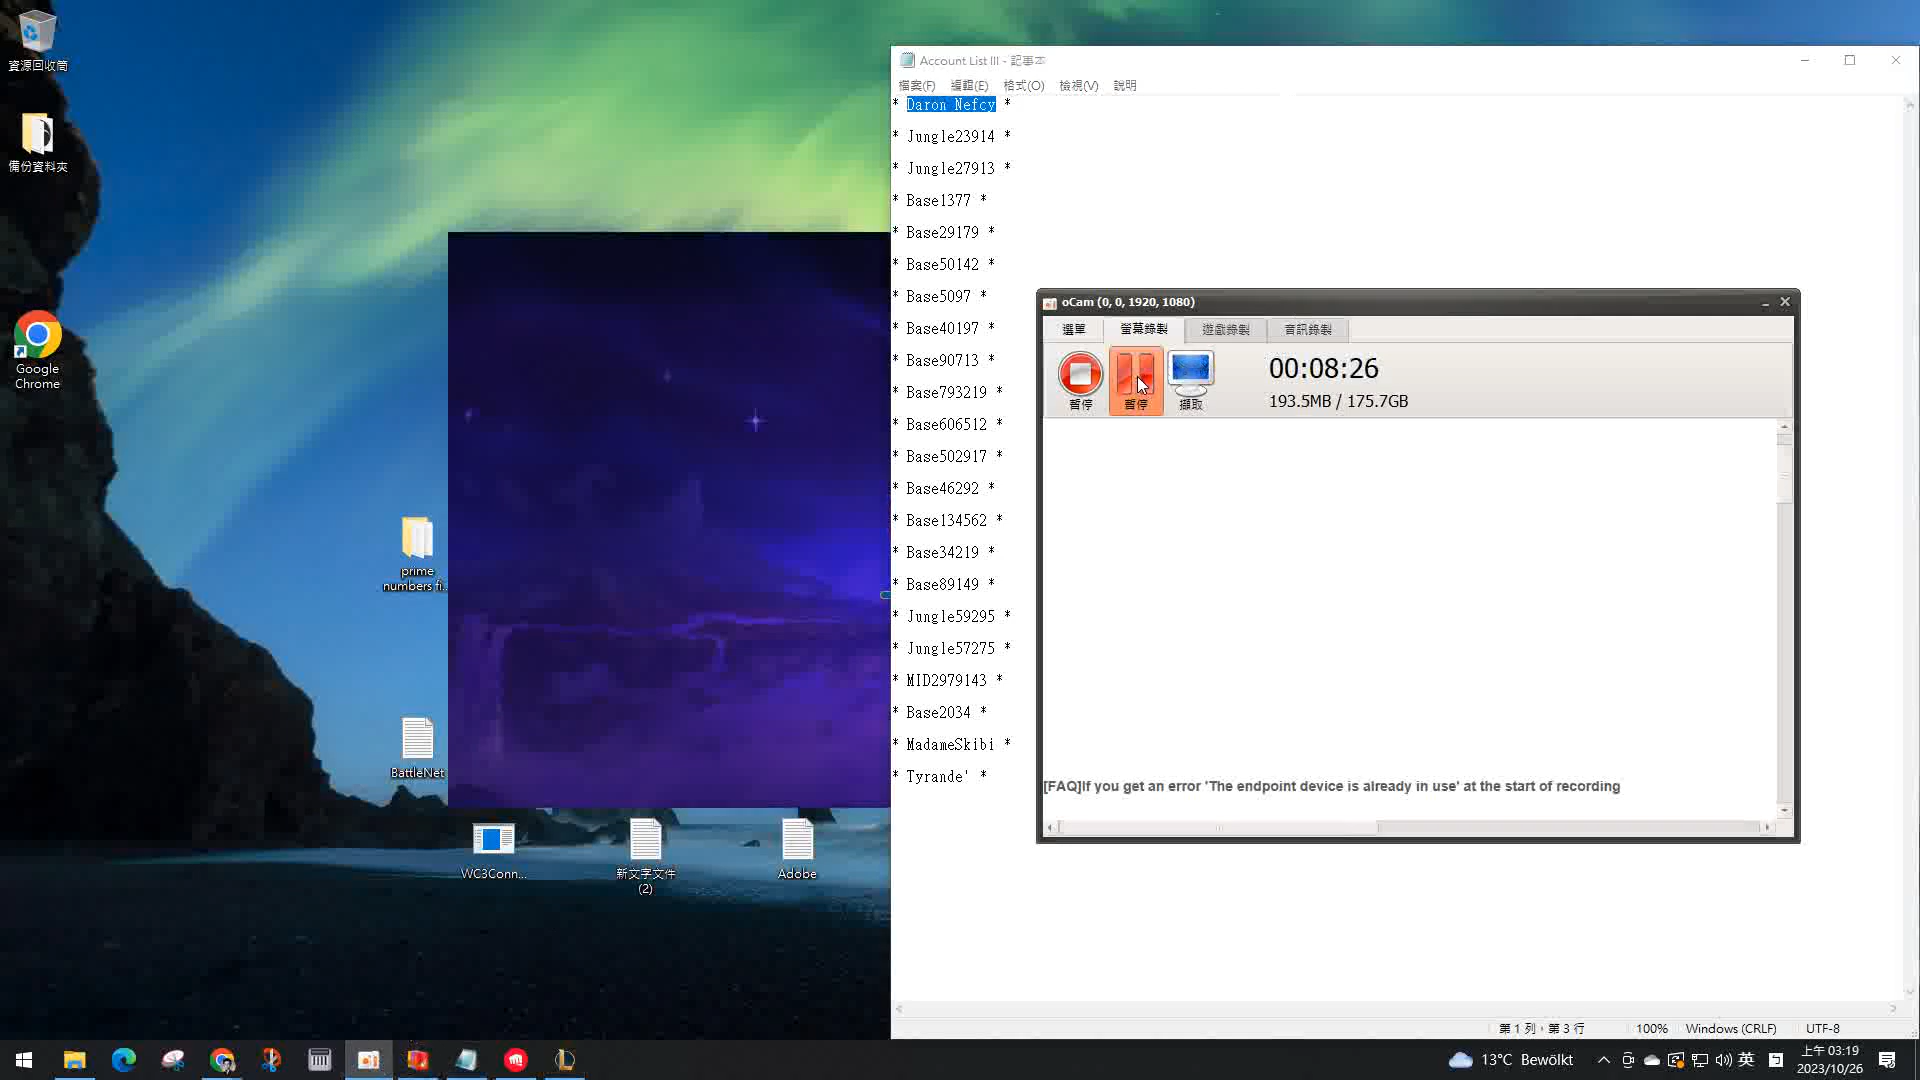 資源回收筒
備份資料夾
Google
Chrome
prime
numbers fi...
BattleNet
WC3Conn...
新文字文件
(2)
Adobe
Account List III - 記事本
檔案(F) 編輯(E) 格式(O) 檢視(V) 說明
* Daron Nefcy *
* Jungle23914 *
* Jungle27913 *
* Base1377 *
* Base29179 *
* Base50142 *
* Base5097 *
* Base40197 *
* Base90713 *
* Base793219 *
* Base606512 *
* Base502917 *
* Base46292 *
* Base134562 *
* Base34219 *
* Base89149 *
* Jungle59295 *
* Jungle57275 *
* MID2979143 *
* Base2034 *
* MadameSkibi *
* Tyrande' *
oCam (0, 0, 1920, 1080)
選單 螢幕錄製 遊戲錄製 音訊錄製
暫停 暫停 擷取
00:08:26
193.5MB / 175.7GB
[FAQ]If you get an error 'The endpoint device is already in use' at the start of recording
第 1 列，第 3 行 100% Windows (CRLF) UTF-8
13°C Bewölkt 英
上午 03:19
2023/10/26